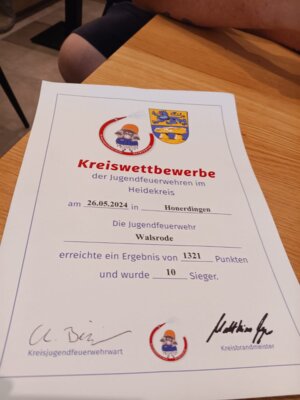 Kreiswettbewerbe
der Jugendfeuerwehren im
Heidekreis
am 26.05.2024 in Honerdingen
Die Jugendfeuerwehr
Walsrode
erreichte ein Ergebnis von 1321 Punkten
und wurde 10 Sieger.
Kreisjugendfeuerwehrwart
Kreisbrandmeister